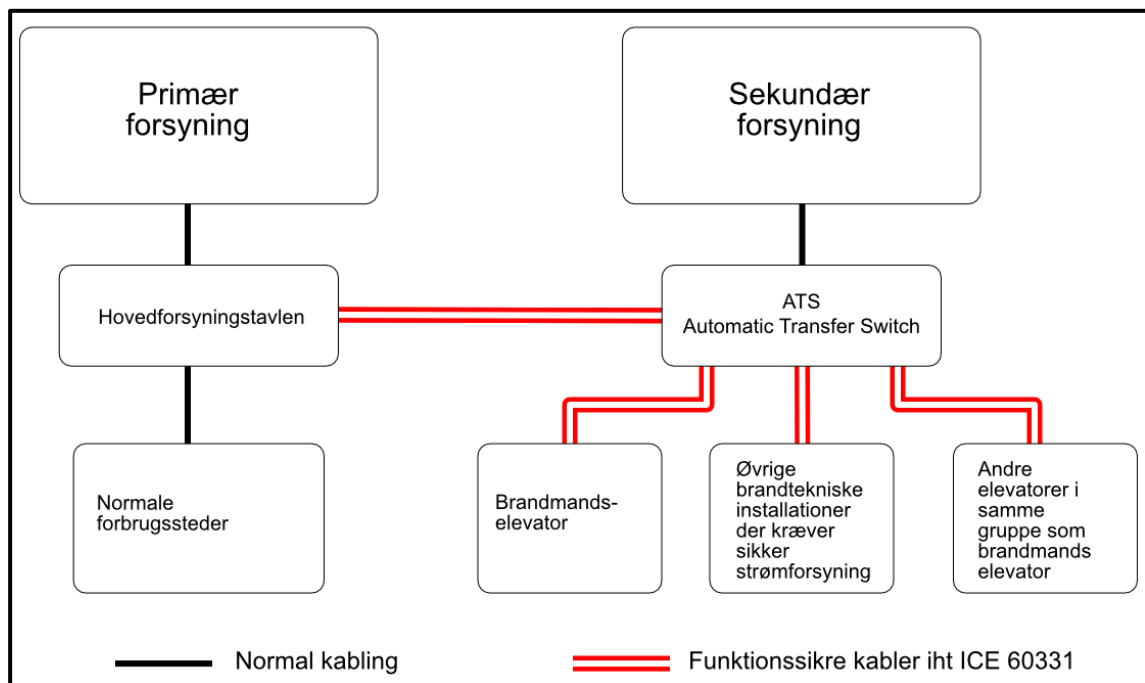 Primær
forsyning
Sekundær
forsyning
Hovedforsyningstavlen
ATS
Automatic Transfer Switch
Normale
forbrugssteder
Brandmands-
elevator
Øvrige
brandtekniske
installationer
der kræver
sikker
strømforsyning
Andre
elevatorer i
samme
gruppe som
brandmands
elevator
Normal kabling
Funktionssikre kabler iht ICE 60331